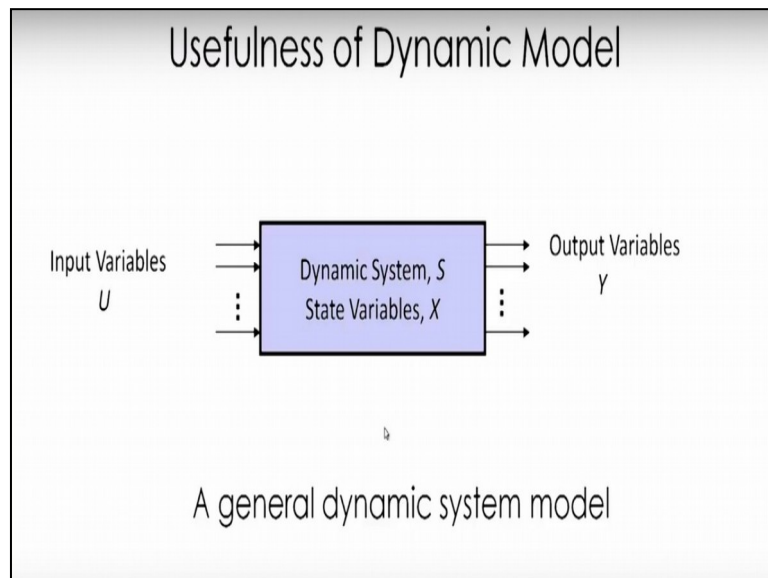 Usefulness of Dynamic Model
Input Variables
U
Dynamic System, S
State Variables, X
Output Variables
Y
A general dynamic system model